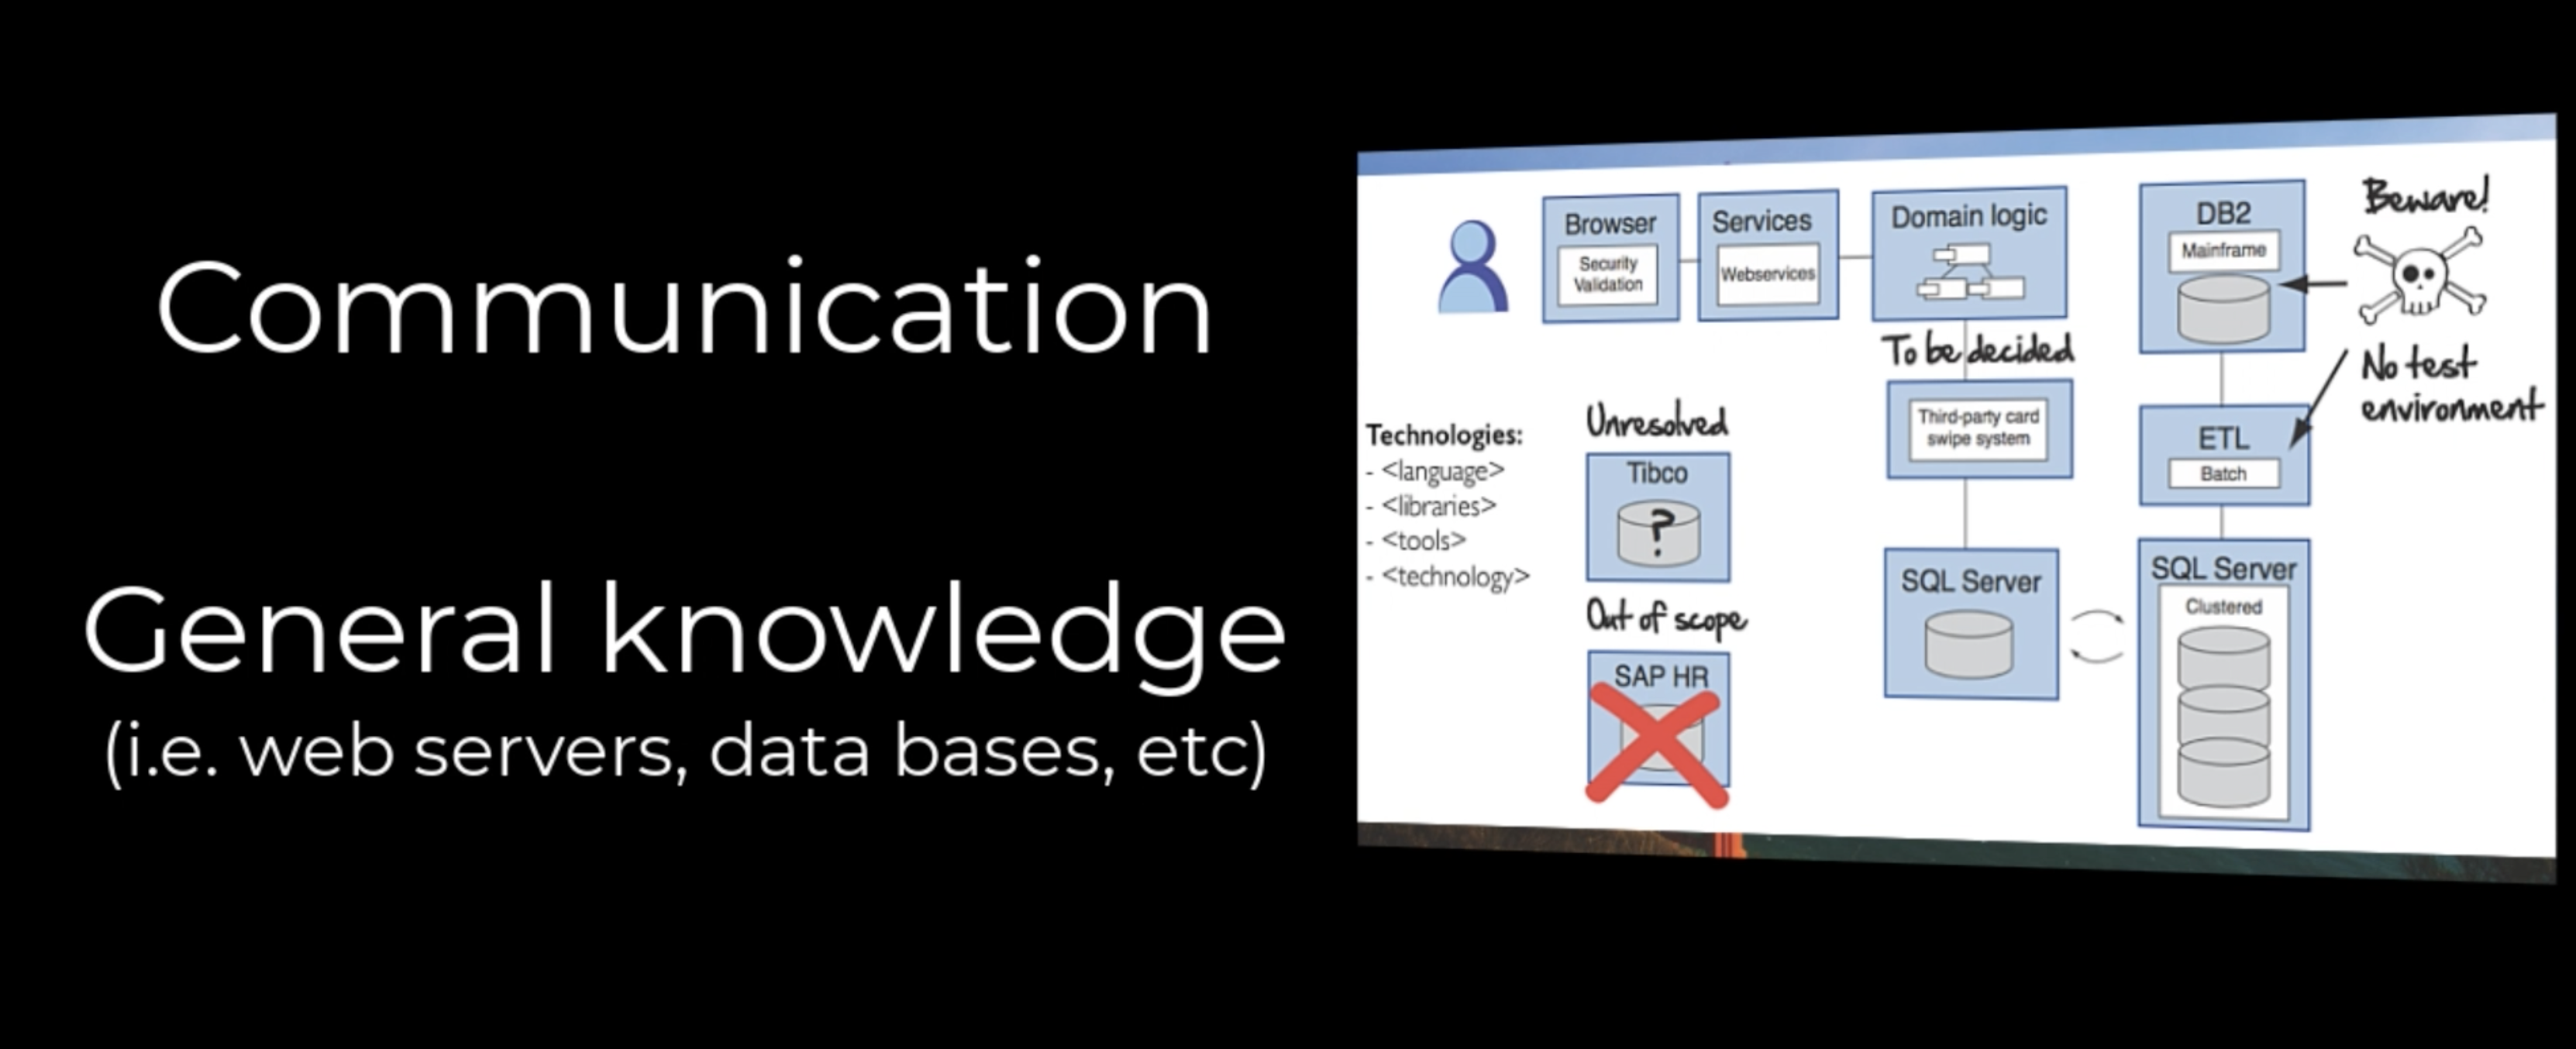 Communication
General knowledge
(i.e. web servers, data bases, etc)
Browser
Security
Validation
Services
Webservices
Domain logic
To be decided
Third-party card
swipe system
SQL Server
DB2
Mainframe
Beware!
No test
environment
ETL
Batch
SQL Server
Clustered
Technologies:
- <language>
- <libraries>
- <tools>
- <technology>
Unresolved
Tibco
?
Out of scope
SAP HR